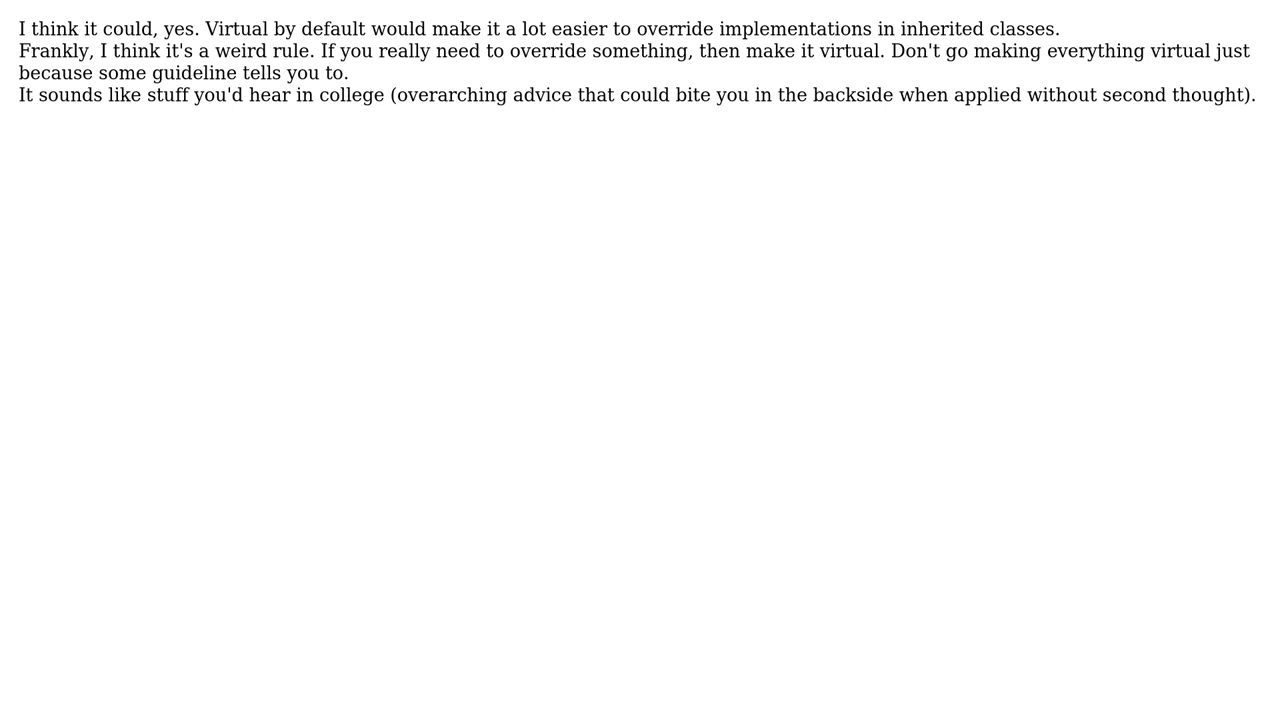 I think it could, yes. Virtual by default would make it a lot easier to override implementations in inherited classes.
Frankly, I think it's a weird rule. If you really need to override something, then make it virtual. Don't go making everything virtual just
because some guideline tells you to.
It sounds like stuff you'd hear in college (overarching advice that could bite you in the backside when applied without second thought).